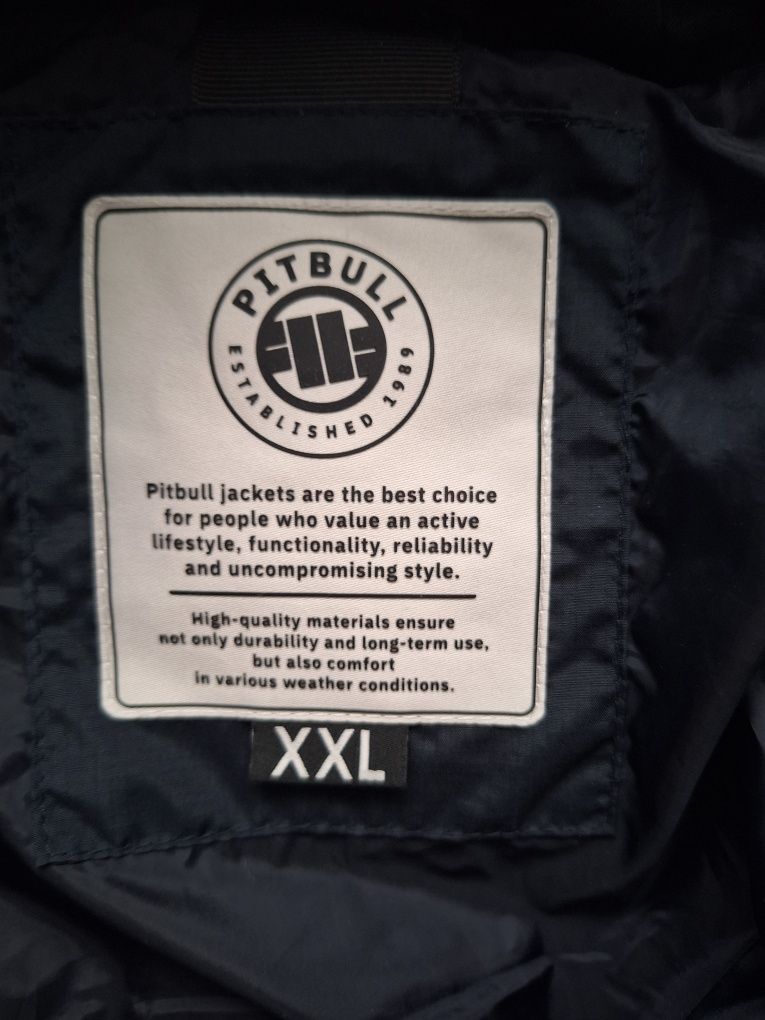 PITBULL
ESTABLISHED 1989
Pitbull jackets are the best choice
for people who value an active
lifestyle, functionality, reliability
and uncompromising style.
High-quality materials ensure
not only durability and long-term use,
but also comfort
in various weather conditions.
XXL